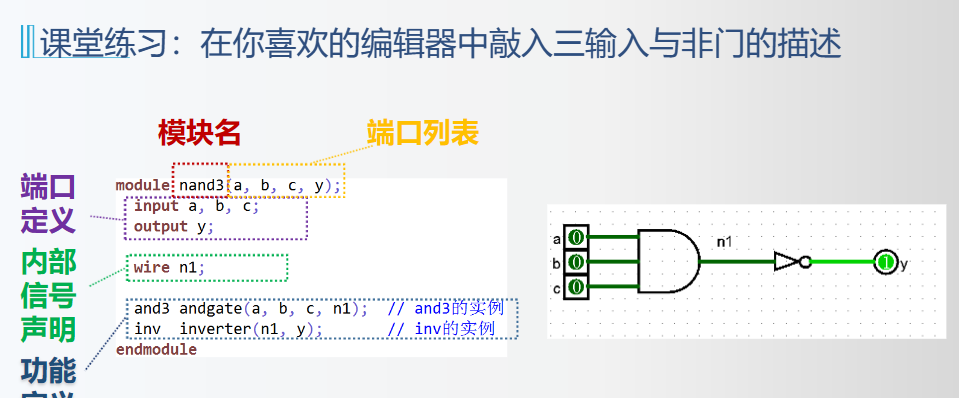 课堂练习：在你喜欢的编辑器中敲入三输入与非门的描述
模块名
端口列表
端口
定义
内部
信号
声明
功能
定义
module nand3(a, b, c, y);
input a, b, c;
output y;
wire n1;
and3 andgate(a, b, c, n1); // and3的实例
inv inverter(n1, y); // inv的实例
endmodule
a
0
b
0
c
0
n1
1
y